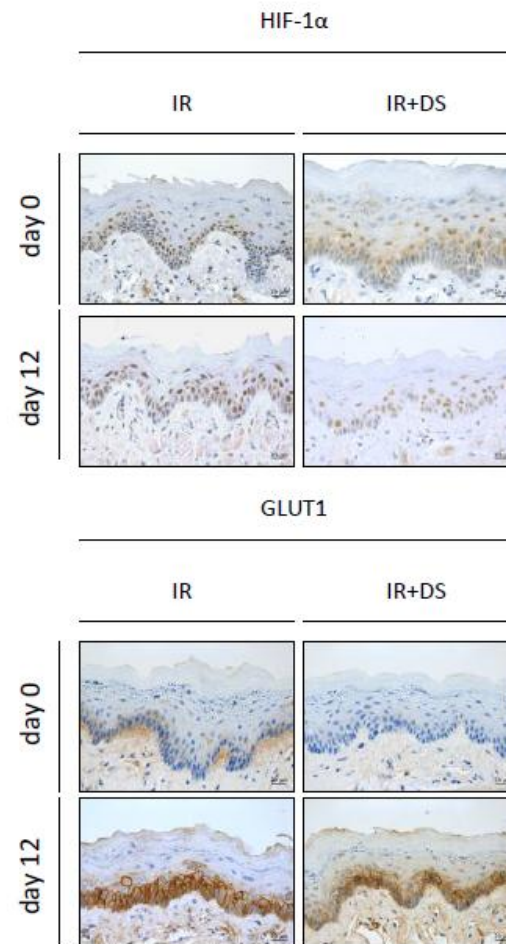 HIF-1α
IR
IR+DS
day 0
day 12
GLUT1
IR
IR+DS
day 0
day 12